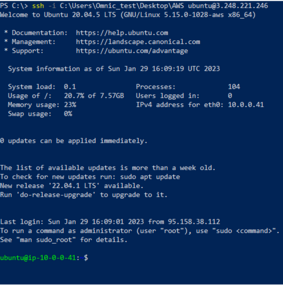 PS C:\> ssh -i C:\Users\Omnic_test\Desktop\AWS ubuntu@3.248.221.246
Welcome to Ubuntu 20.04.5 LTS (GNU/Linux 5.15.0-1028-aws x86_64)
* Documentation: https://help.ubuntu.com
* Management: https://landscape.canonical.com
* Support: https://ubuntu.com/advantage
System information as of Sun Jan 29 16:09:19 UTC 2023
System load: 0.1 Processes: 104
Usage of /: 20.7% of 7.57GB Users logged in: 0
Memory usage: 23% IPv4 address for eth0: 10.0.0.41
Swap usage: 0%
0 updates can be applied immediately.
The list of available updates is more than a week old.
To check for new updates run: sudo apt update
New release '22.04.1 LTS' available.
Run 'do-release-upgrade' to upgrade to it.
Last login: Sun Jan 29 16:09:01 2023 from 95.158.38.112
To run a command as administrator (user "root"), use "sudo <command>".
See "man sudo_root" for details.
ubuntu@ip-10-0-0-41: $